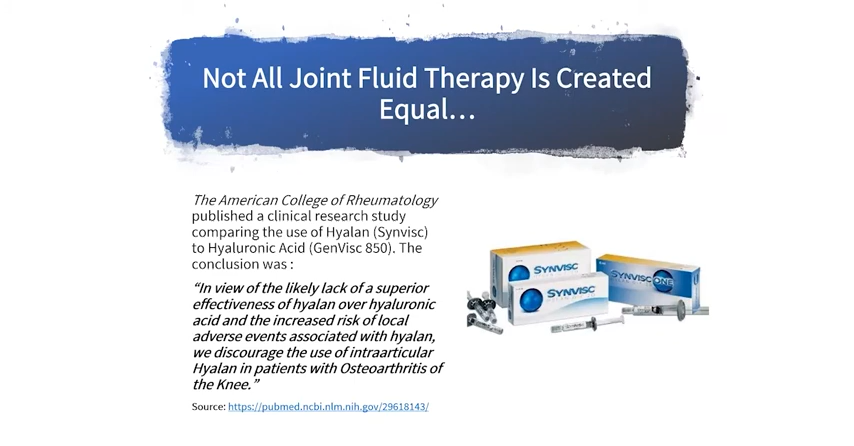 Not All Joint Fluid Therapy Is Created
Equal…
The American College of Rheumatology
published a clinical research study
comparing the use of Hyalan (Synvisc)
to Hyaluronic Acid (GenVisc 850). The
conclusion was :
“In view of the likely lack of a superior
effectiveness of hyalan over hyaluronic
acid and the increased risk of local
adverse events associated with hyalan,
we discourage the use of intraarticular
Hyalan in patients with Osteoarthritis of
the Knee.”
Source: https://pubmed.ncbi.nlm.nih.gov/29618143/
SYNVISC
SYNVISC
SYNVISC ONE